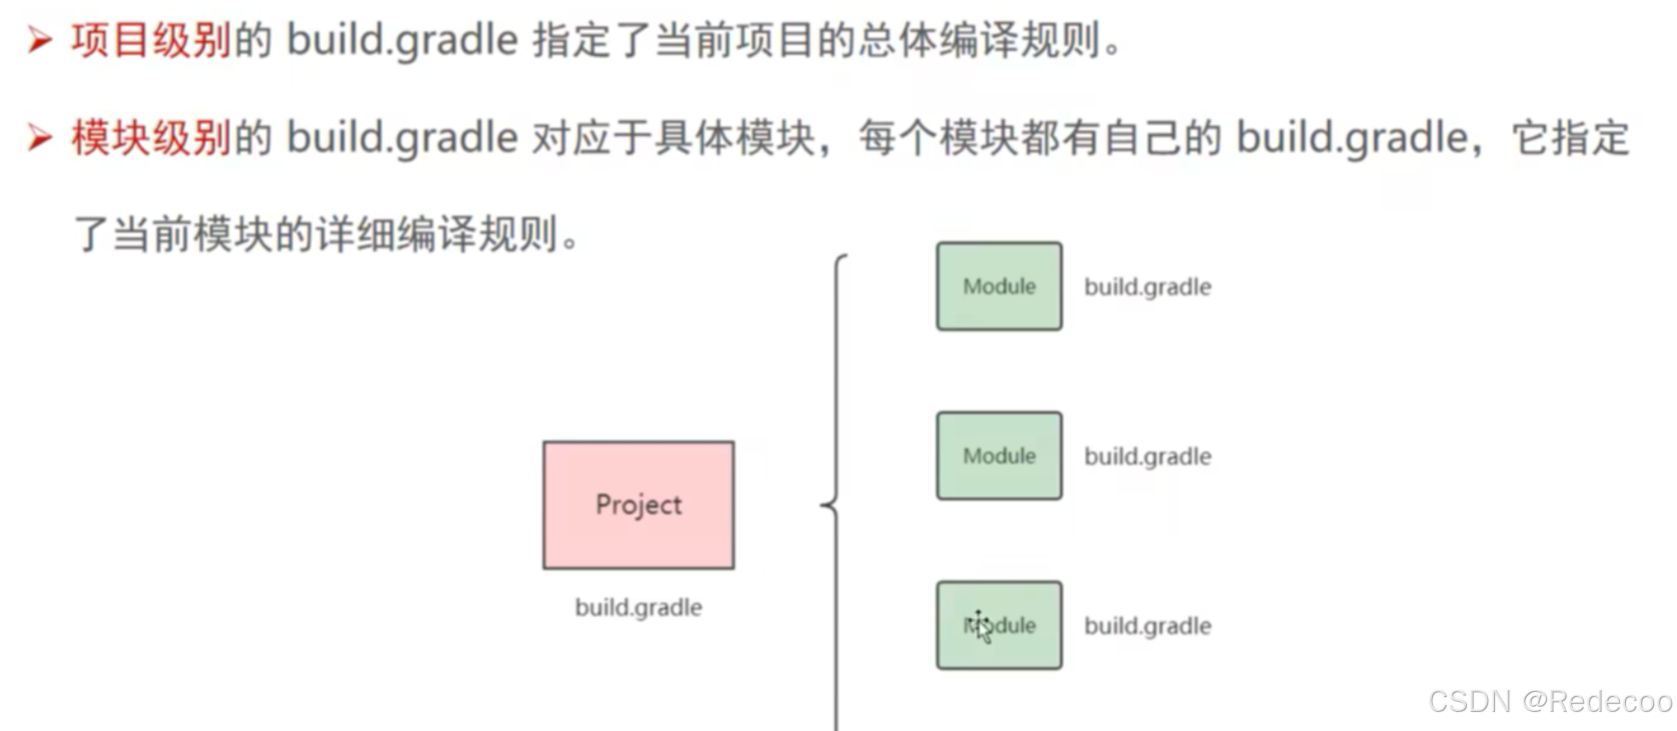 项目级别的 build.gradle 指定了当前项目的总体编译规则。
模块级别的 build.gradle 对应于具体模块，每个模块都有自己的 build.gradle，它指定
了当前模块的详细编译规则。
Module build.gradle
Module build.gradle
Project
build.gradle
Module build.gradle
CSDN @Redecoo